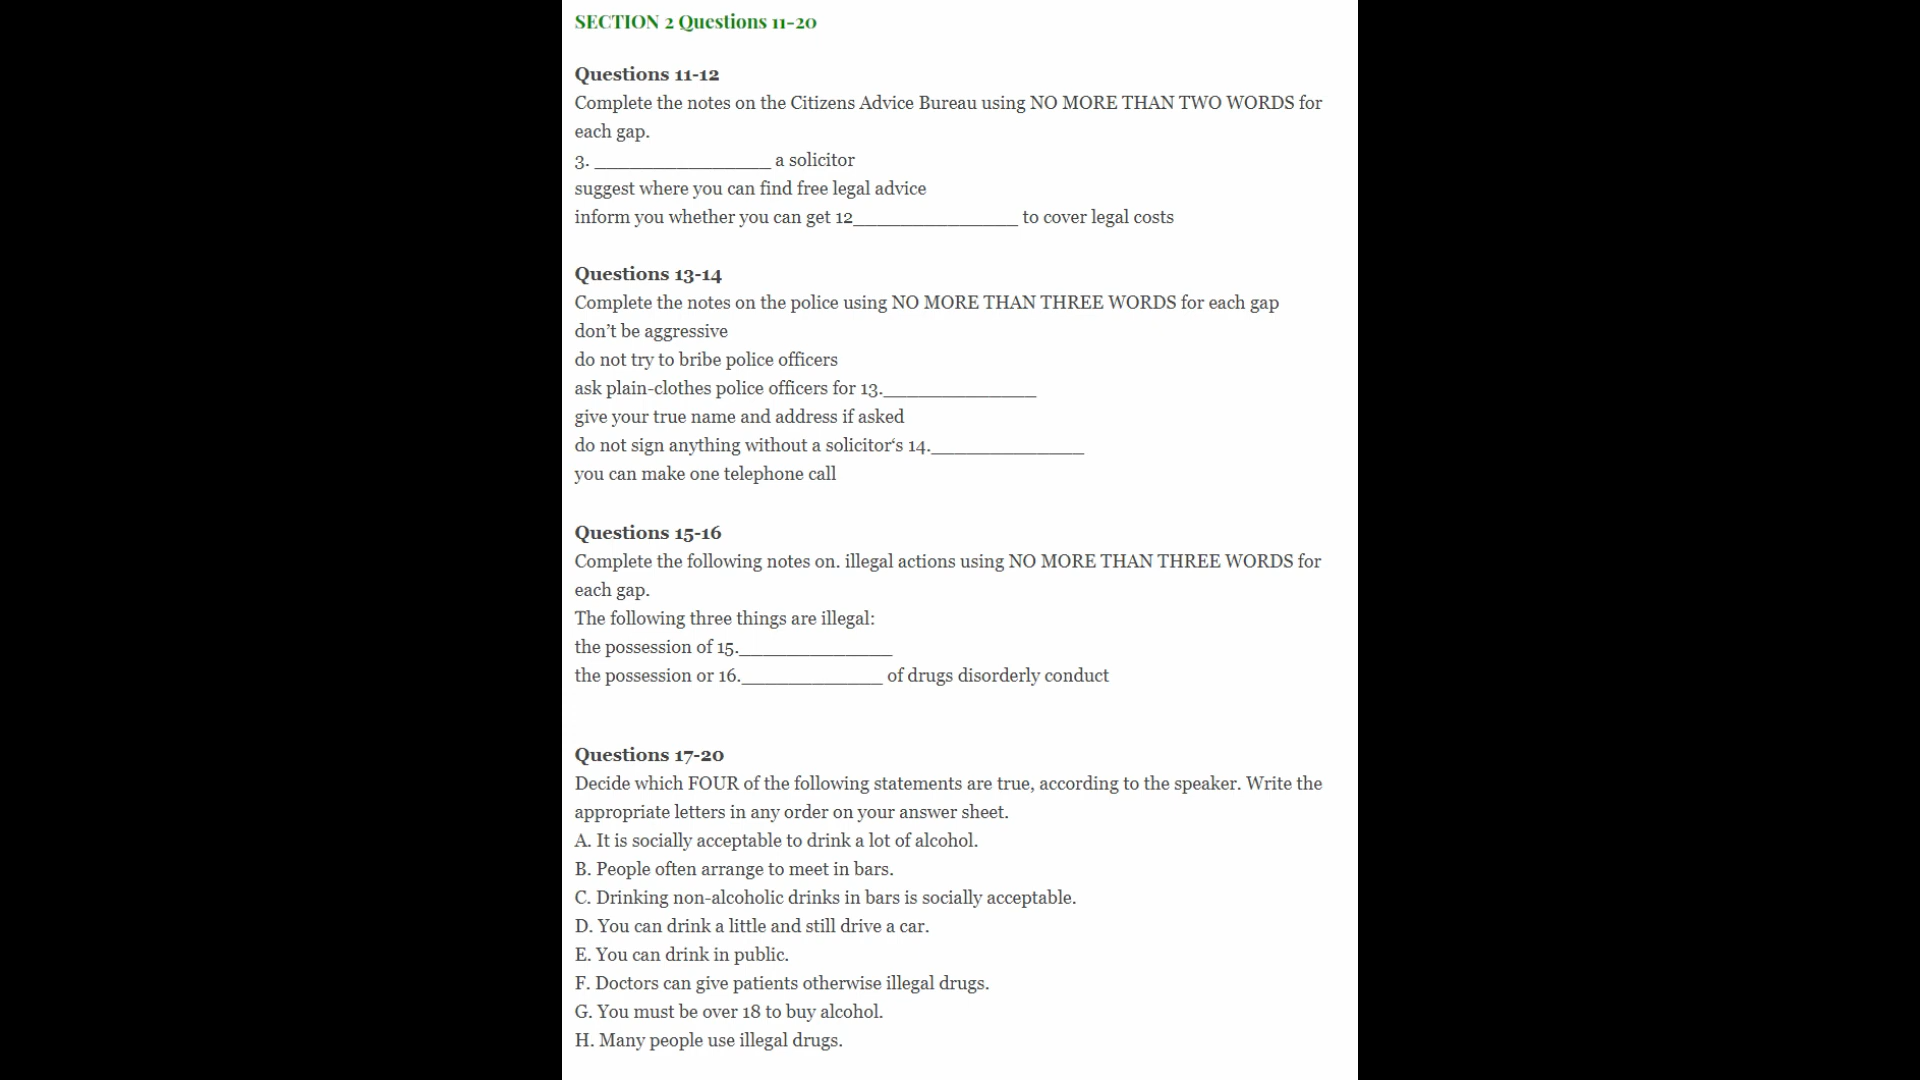 SECTION 2 Questions 11-20
Questions 11-12
Complete the notes on the Citizens Advice Bureau using NO MORE THAN TWO WORDS for
each gap.
3. _________________ a solicitor
suggest where you can find free legal advice
inform you whether you can get 12________________ to cover legal costs
Questions 13-14
Complete the notes on the police using NO MORE THAN THREE WORDS for each gap
don’t be aggressive
do not try to bribe police officers
ask plain-clothes police officers for 13._______________
give your true name and address if asked
do not sign anything without a solicitor‘s 14._______________
you can make one telephone call
Questions 15-16
Complete the following notes on. illegal actions using NO MORE THAN THREE WORDS for
each gap.
The following three things are illegal:
the possession of 15._______________
the possession or 16.______________ of drugs disorderly conduct
Questions 17-20
Decide which FOUR of the following statements are true, according to the speaker. Write the
appropriate letters in any order on your answer sheet.
A. It is socially acceptable to drink a lot of alcohol.
B. People often arrange to meet in bars.
C. Drinking non-alcoholic drinks in bars is socially acceptable.
D. You can drink a little and still drive a car.
E. You can drink in public.
F. Doctors can give patients otherwise illegal drugs.
G. You must be over 18 to buy alcohol.
H. Many people use illegal drugs.